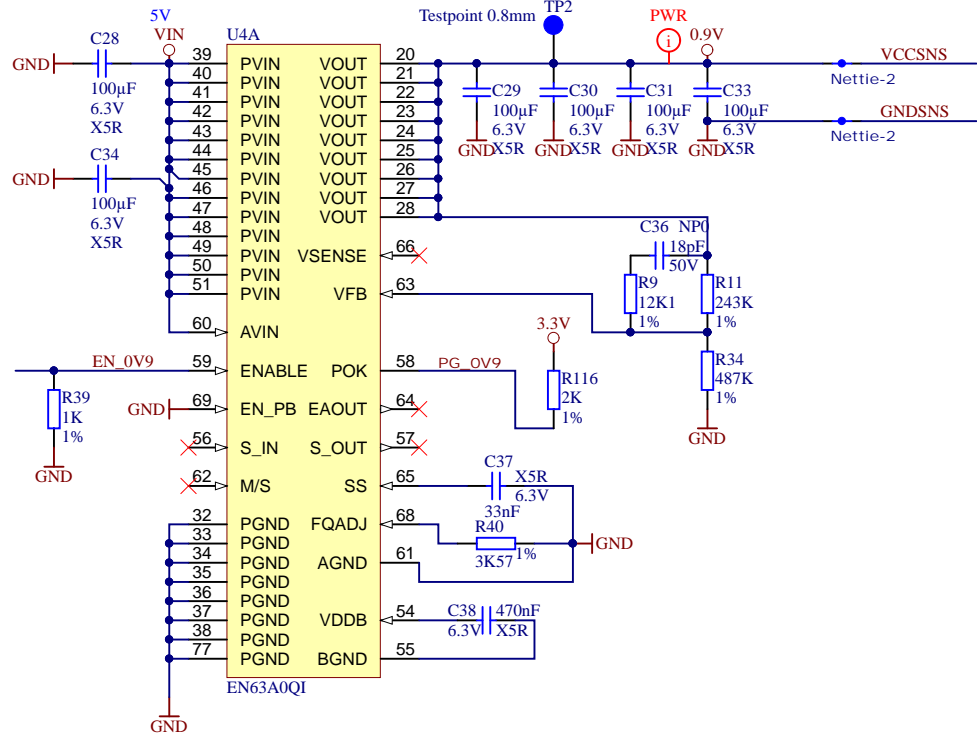 Testpoint 0.8mm
TP2
PWR
5V
VIN
U4A
0.9V
C28
GND
100µF
6.3V
X5R
39 PVIN VOUT 20
40 PVIN VOUT 21
41 PVIN VOUT 22
42 PVIN VOUT 23
43 PVIN VOUT 24
44 PVIN VOUT 25
45 PVIN VOUT 26
46 PVIN VOUT 27
47 PVIN VOUT 28
48 PVIN
49 PVIN VSENSE 66
50 PVIN
51 PVIN VFB 63
60 AVIN
59 ENABLE POK 58
69 EN_PB EAOUT 64
56 S_IN S_OUT 57
62 M/S SS 65
32 PGND FQADJ 68
33 PGND
34 PGND AGND 61
35 PGND
36 PGND
37 PGND VDDB 54
38 PGND
77 PGND BGND 55
EN63A0QI
C34
GND
100µF
6.3V
X5R
EN_0V9
R39
1K
1%
GND
GND
GND
VCCSNS
Nettie-2
GNDSNS
Nettie-2
C29
100µF
6.3V
X5R
GND
C30
100µF
6.3V
X5R
GND
C31
100µF
6.3V
X5R
GND
C33
100µF
6.3V
X5R
GND
C36 NP0
18pF
50V
R9
12K1
1%
R11
243K
1%
R34
487K
1%
GND
3.3V
PG_0V9
R116
2K
1%
C37
X5R
6.3V
33nF
R40
1%
3K57
GND
C38
470nF
6.3V
X5R